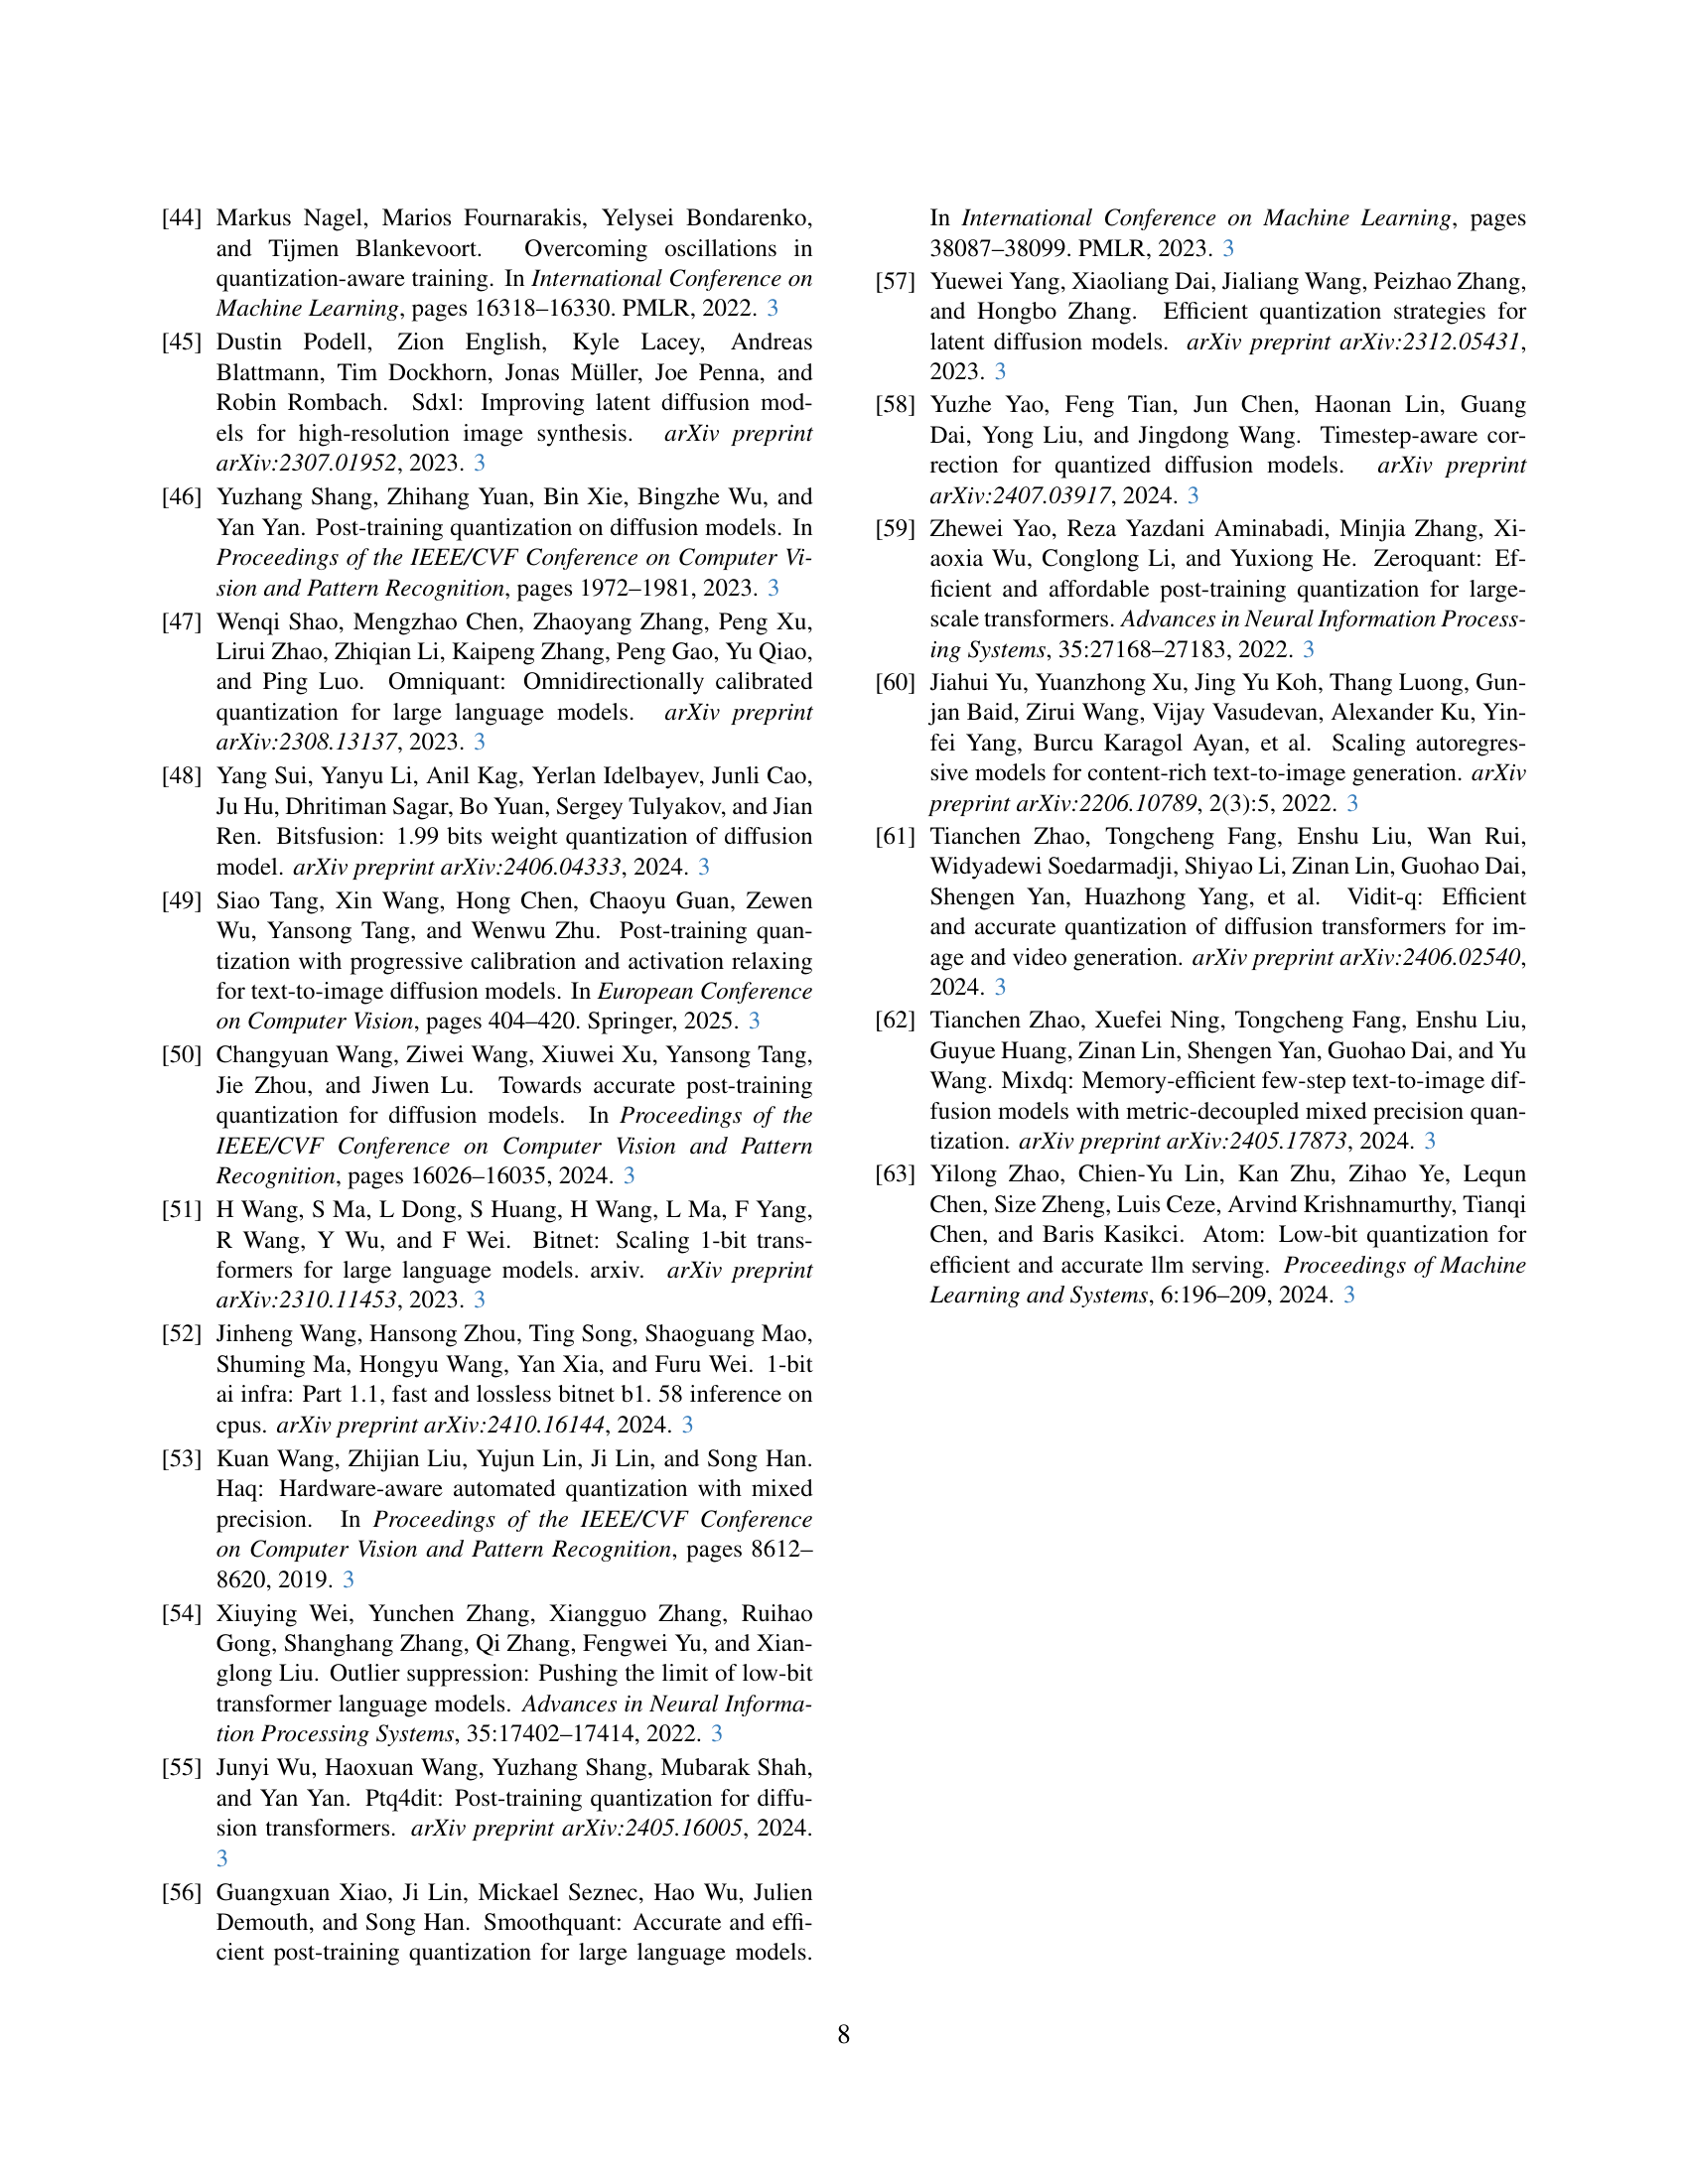 [44] Markus Nagel, Marios Fournarakis, Yelysei Bondarenko,
and Tijmen Blankevoort. Overcoming oscillations in
quantization-aware training. In International Conference on
Machine Learning, pages 16318–16330. PMLR, 2022. 3
[45] Dustin Podell, Zion English, Kyle Lacey, Andreas
Blattmann, Tim Dockhorn, Jonas Müller, Joe Penna, and
Robin Rombach. Sdxl: Improving latent diffusion mod-
els for high-resolution image synthesis. arXiv preprint
arXiv:2307.01952, 2023. 3
[46] Yuzhang Shang, Zhihang Yuan, Bin Xie, Bingzhe Wu, and
Yan Yan. Post-training quantization on diffusion models. In
Proceedings of the IEEE/CVF Conference on Computer Vi-
sion and Pattern Recognition, pages 1972–1981, 2023. 3
[47] Wenqi Shao, Mengzhao Chen, Zhaoyang Zhang, Peng Xu,
Lirui Zhao, Zhiqian Li, Kaipeng Zhang, Peng Gao, Yu Qiao,
and Ping Luo. Omniquant: Omnidirectionally calibrated
quantization for large language models. arXiv preprint
arXiv:2308.13137, 2023. 3
[48] Yang Sui, Yanyu Li, Anil Kag, Yerlan Idelbayev, Junli Cao,
Ju Hu, Dhritiman Sagar, Bo Yuan, Sergey Tulyakov, and Jian
Ren. Bitsfusion: 1.99 bits weight quantization of diffusion
model. arXiv preprint arXiv:2406.04333, 2024. 3
[49] Siao Tang, Xin Wang, Hong Chen, Chaoyu Guan, Zewen
Wu, Yansong Tang, and Wenwu Zhu. Post-training quan-
tization with progressive calibration and activation relaxing
for text-to-image diffusion models. In European Conference
on Computer Vision, pages 404–420. Springer, 2025. 3
[50] Changyuan Wang, Ziwei Wang, Xiuwei Xu, Yansong Tang,
Jie Zhou, and Jiwen Lu. Towards accurate post-training
quantization for diffusion models. In Proceedings of the
IEEE/CVF Conference on Computer Vision and Pattern
Recognition, pages 16026–16035, 2024. 3
[51] H Wang, S Ma, L Dong, S Huang, H Wang, L Ma, F Yang,
R Wang, Y Wu, and F Wei. Bitnet: Scaling 1-bit trans-
formers for large language models. arxiv. arXiv preprint
arXiv:2310.11453, 2023. 3
[52] Jinheng Wang, Hansong Zhou, Ting Song, Shaoguang Mao,
Shuming Ma, Hongyu Wang, Yan Xia, and Furu Wei. 1-bit
ai infra: Part 1.1, fast and lossless bitnet b1. 58 inference on
cpus. arXiv preprint arXiv:2410.16144, 2024. 3
[53] Kuan Wang, Zhijian Liu, Yujun Lin, Ji Lin, and Song Han.
Haq: Hardware-aware automated quantization with mixed
precision. In Proceedings of the IEEE/CVF Conference
on Computer Vision and Pattern Recognition, pages 8612–
8620, 2019. 3
[54] Xiuying Wei, Yunchen Zhang, Xiangguo Zhang, Ruihao
Gong, Shanghang Zhang, Qi Zhang, Fengwei Yu, and Xian-
glong Liu. Outlier suppression: Pushing the limit of low-bit
transformer language models. Advances in Neural Informa-
tion Processing Systems, 35:17402–17414, 2022. 3
[55] Junyi Wu, Haoxuan Wang, Yuzhang Shang, Mubarak Shah,
and Yan Yan. Ptq4dit: Post-training quantization for diffu-
sion transformers. arXiv preprint arXiv:2405.16005, 2024.
3
[56] Guangxuan Xiao, Ji Lin, Mickael Seznec, Hao Wu, Julien
Demouth, and Song Han. Smoothquant: Accurate and effi-
cient post-training quantization for large language models.
In International Conference on Machine Learning, pages
38087–38099. PMLR, 2023. 3
[57] Yuewei Yang, Xiaoliang Dai, Jialiang Wang, Peizhao Zhang,
and Hongbo Zhang. Efficient quantization strategies for
latent diffusion models. arXiv preprint arXiv:2312.05431,
2023. 3
[58] Yuzhe Yao, Feng Tian, Jun Chen, Haonan Lin, Guang
Dai, Yong Liu, and Jingdong Wang. Timestep-aware cor-
rection for quantized diffusion models. arXiv preprint
arXiv:2407.03917, 2024. 3
[59] Zhewei Yao, Reza Yazdani Aminabadi, Minjia Zhang, Xi-
aoxia Wu, Conglong Li, and Yuxiong He. Zeroquant: Ef-
ficient and affordable post-training quantization for large-
scale transformers. Advances in Neural Information Process-
ing Systems, 35:27168–27183, 2022. 3
[60] Jiahui Yu, Yuanzhong Xu, Jing Yu Koh, Thang Luong, Gun-
jan Baid, Zirui Wang, Vijay Vasudevan, Alexander Ku, Yin-
fei Yang, Burcu Karagol Ayan, et al. Scaling autoregres-
sive models for content-rich text-to-image generation. arXiv
preprint arXiv:2206.10789, 2(3):5, 2022. 3
[61] Tianchen Zhao, Tongcheng Fang, Enshu Liu, Wan Rui,
Widyadewi Soedarmadji, Shiyao Li, Zinan Lin, Guohao Dai,
Shengen Yan, Huazhong Yang, et al. Vidit-q: Efficient
and accurate quantization of diffusion transformers for im-
age and video generation. arXiv preprint arXiv:2406.02540,
2024. 3
[62] Tianchen Zhao, Xuefei Ning, Tongcheng Fang, Enshu Liu,
Guyue Huang, Zinan Lin, Shengen Yan, Guohao Dai, and Yu
Wang. Mixdq: Memory-efficient few-step text-to-image dif-
fusion models with metric-decoupled mixed precision quan-
tization. arXiv preprint arXiv:2405.17873, 2024. 3
[63] Yilong Zhao, Chien-Yu Lin, Kan Zhu, Zihao Ye, Lequn
Chen, Size Zheng, Luis Ceze, Arvind Krishnamurthy, Tianqi
Chen, and Baris Kasikci. Atom: Low-bit quantization for
efficient and accurate llm serving. Proceedings of Machine
Learning and Systems, 6:196–209, 2024. 3
8